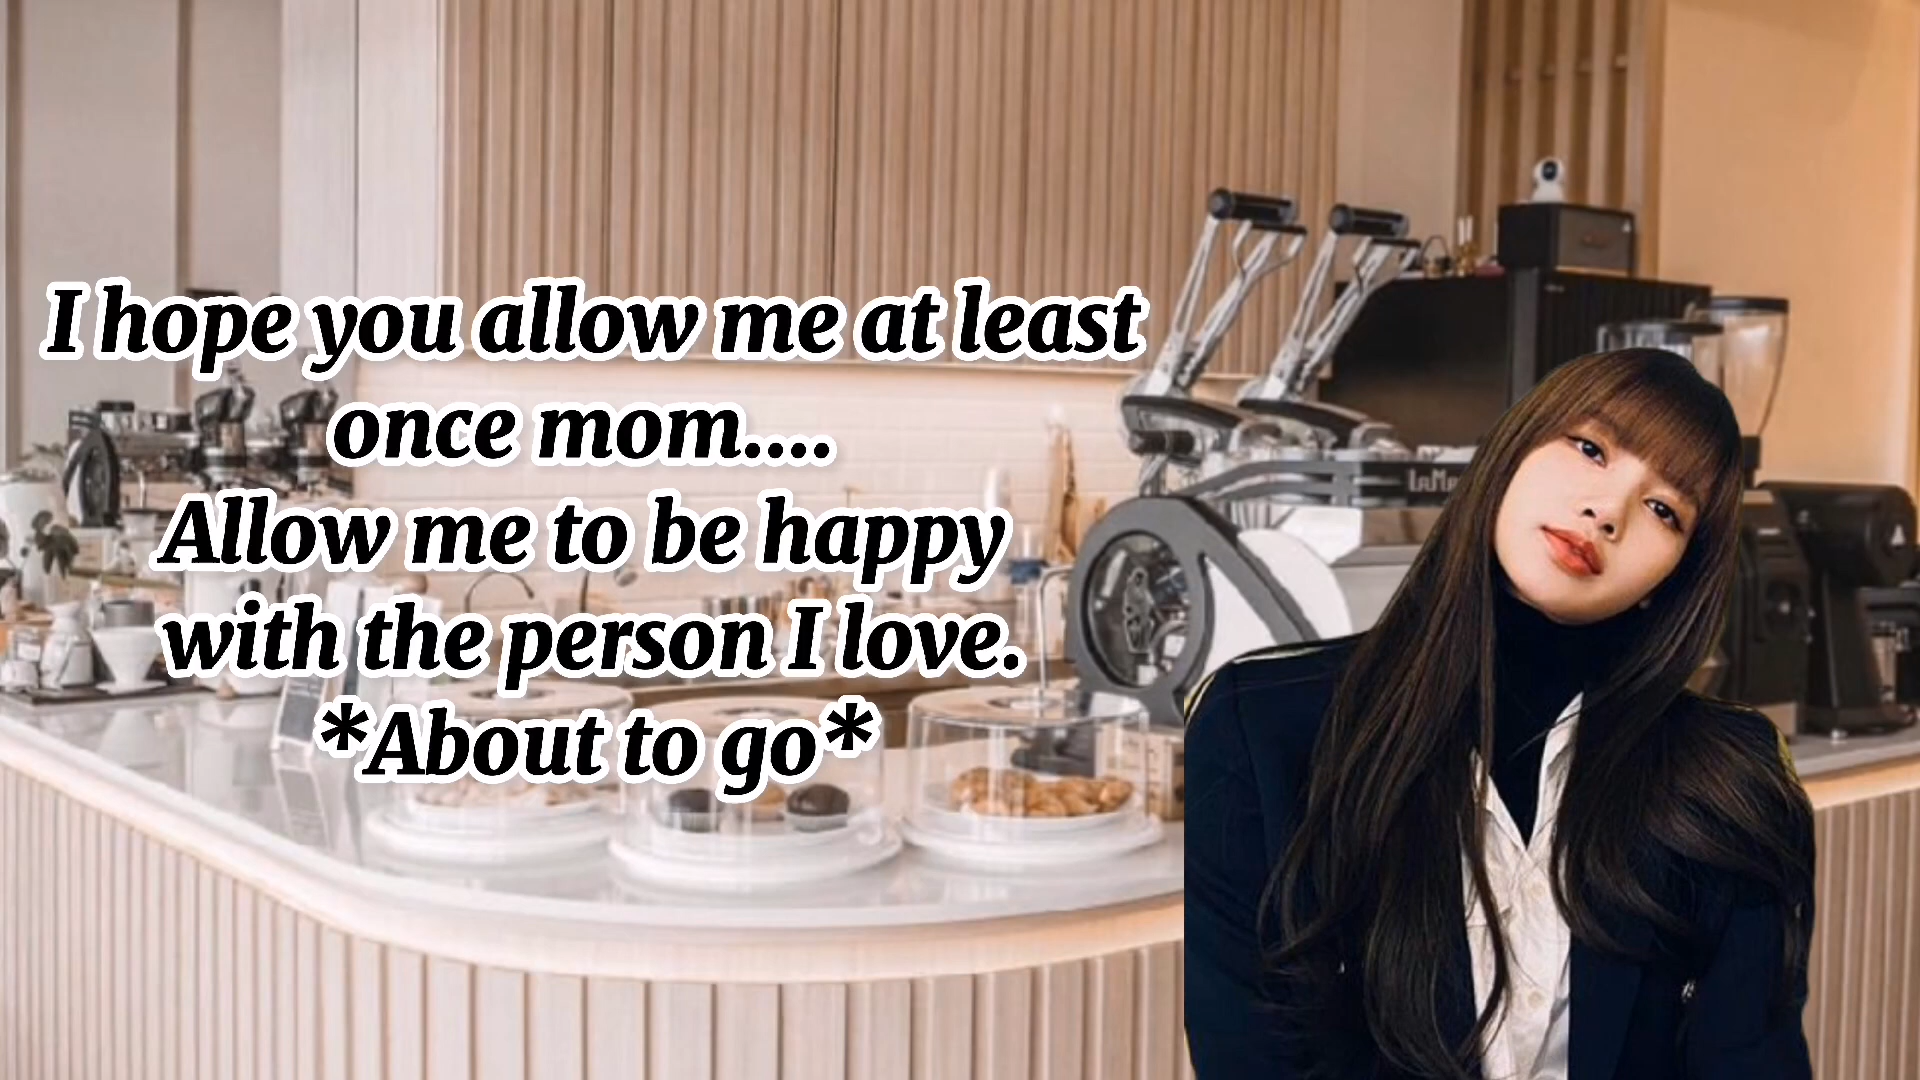 I hope you allow me at least
once mom....
Allow me to be happy
with the person I love.
*About to go*